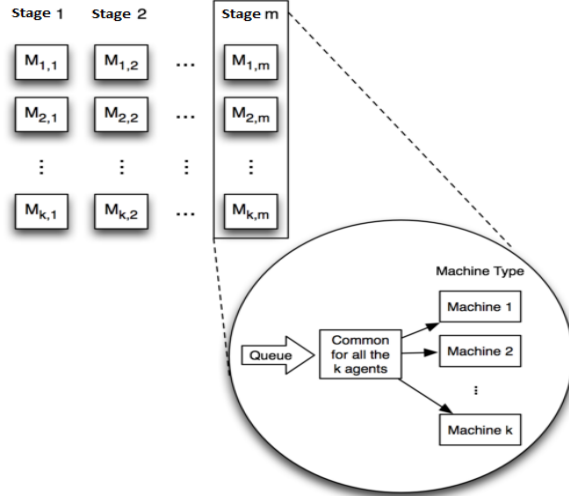 Stage 1 Stage 2 Stage m
M1,1 M1,2 ... M1,m
M2,1 M2,2 ... M2,m
Mk,1 Mk,2 ... Mk,m
Machine Type
Machine 1
Queue
Common
for all the
k agents
Machine 2
Machine k